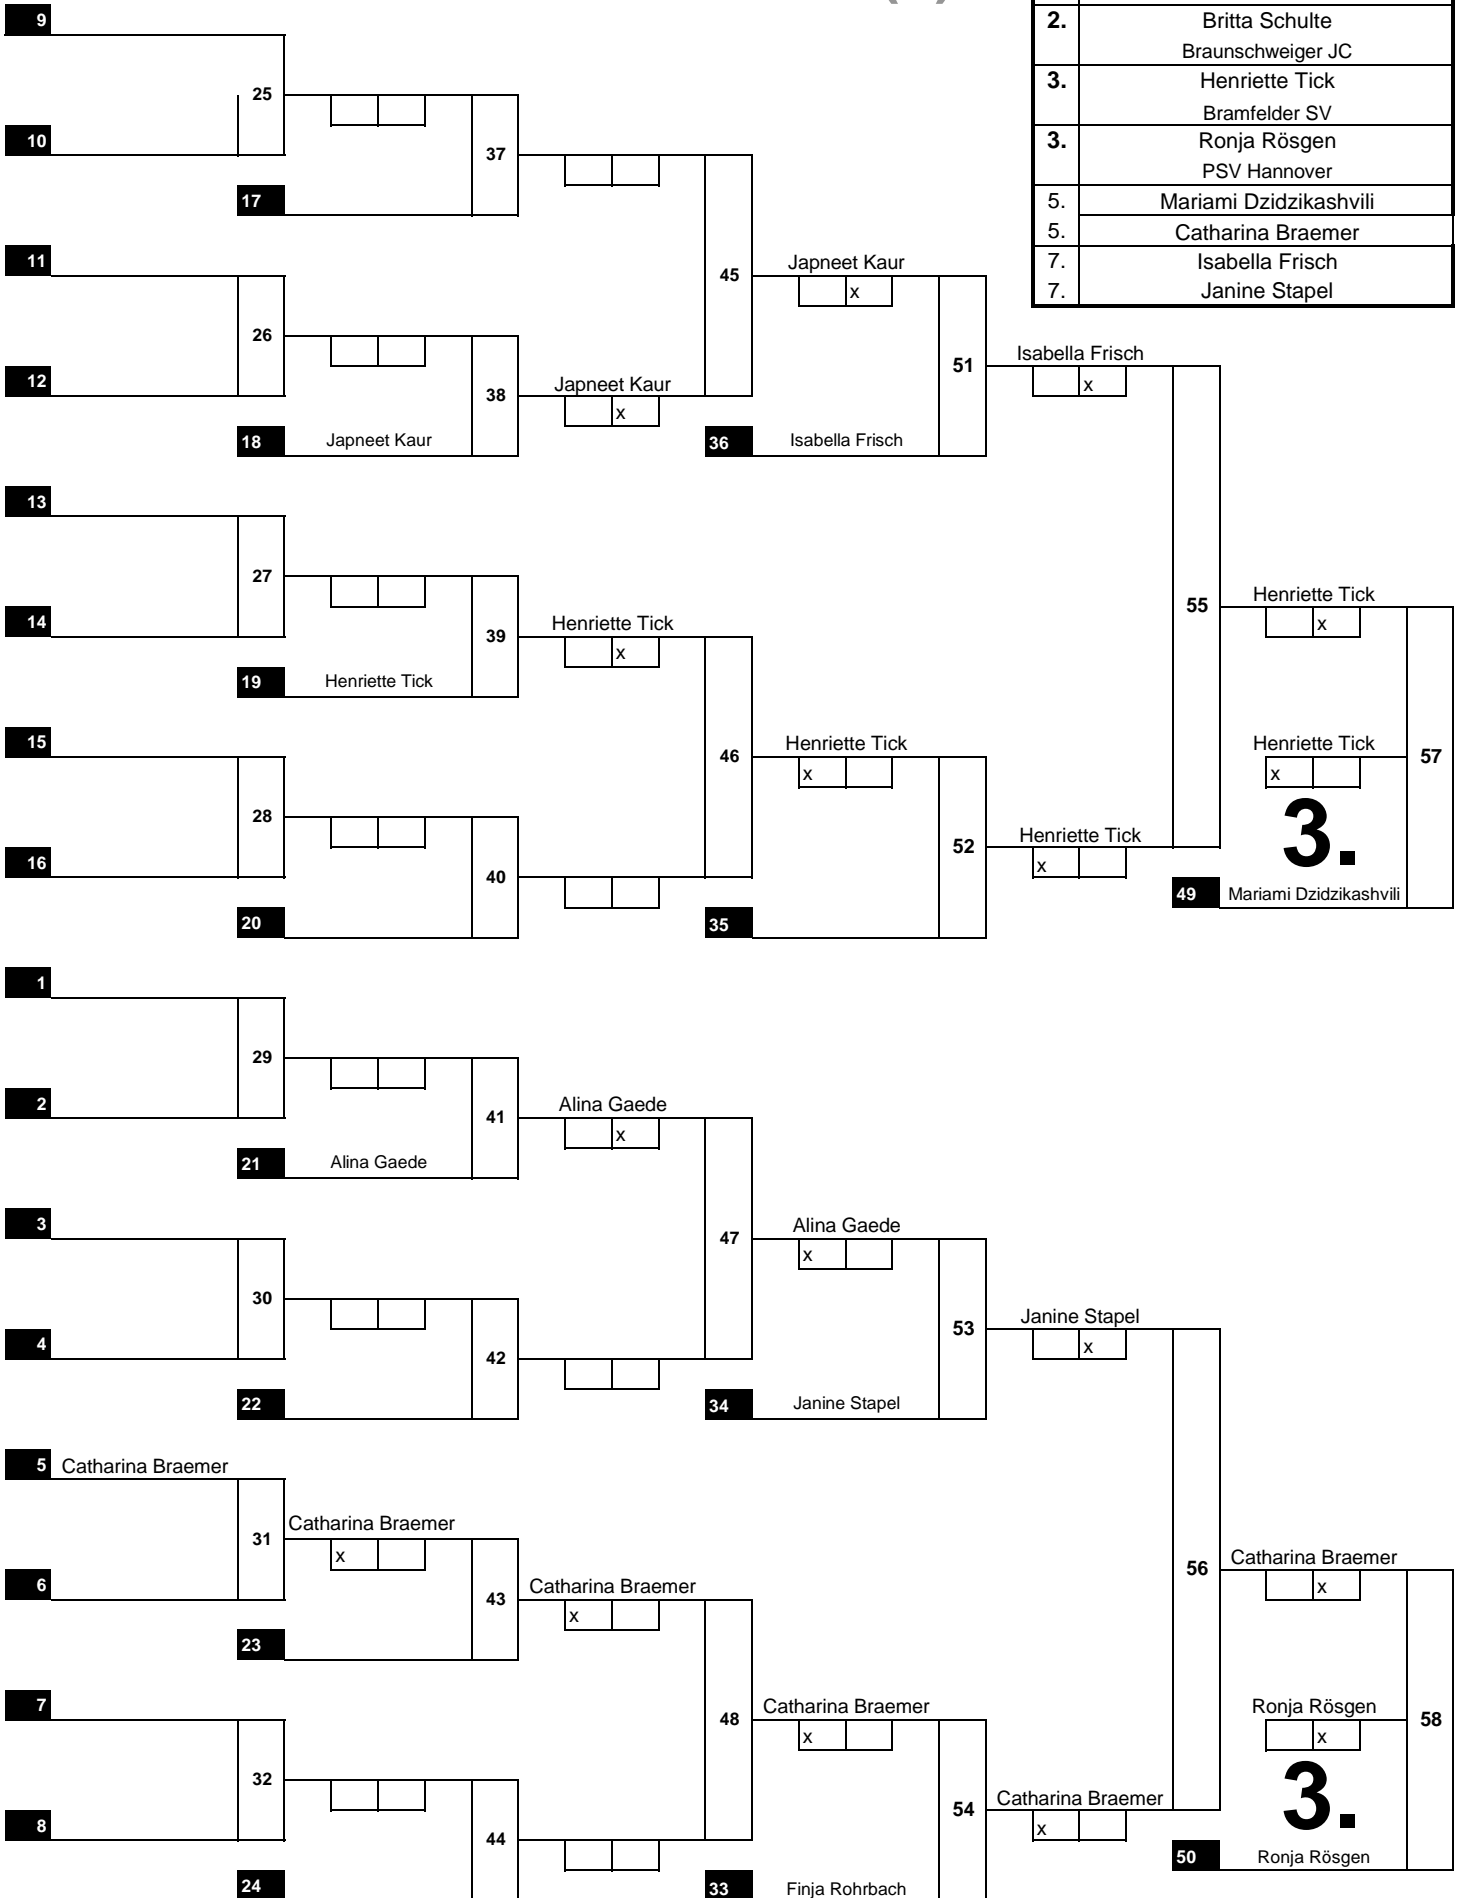 9
2.
Britta Schulte
Braunschweiger JC
3.
Henriette Tick
Bramfelder SV
3.
Ronja Rösgen
PSV Hannover
5.
Mariami Dzidzikashvili
5.
Catharina Braemer
7.
Isabella Frisch
7.
Janine Stapel
25
10
37
17
11
45
Japneet Kaur
x
26
12
38
Japneet Kaur
x
18
Japneet Kaur
36
Isabella Frisch
51
Isabella Frisch
x
13
27
14
39
Henriette Tick
x
19
Henriette Tick
55
Henriette Tick
x
15
46
Henriette Tick
x
Henriette Tick
x
57
28
16
40
52
Henriette Tick
x
3.
20
35
49
Mariami Dzidzikashvili
1
29
2
41
Alina Gaede
x
21
Alina Gaede
3
47
Alina Gaede
x
30
4
42
53
Janine Stapel
x
22
34
Janine Stapel
5
Catharina Braemer
31
Catharina Braemer
x
6
43
Catharina Braemer
x
56
Catharina Braemer
x
23
7
48
Catharina Braemer
x
Ronja Rösgen
x
58
32
8
44
54
Catharina Braemer
x
3.
24
33
Finja Rohrbach
50
Ronja Rösgen